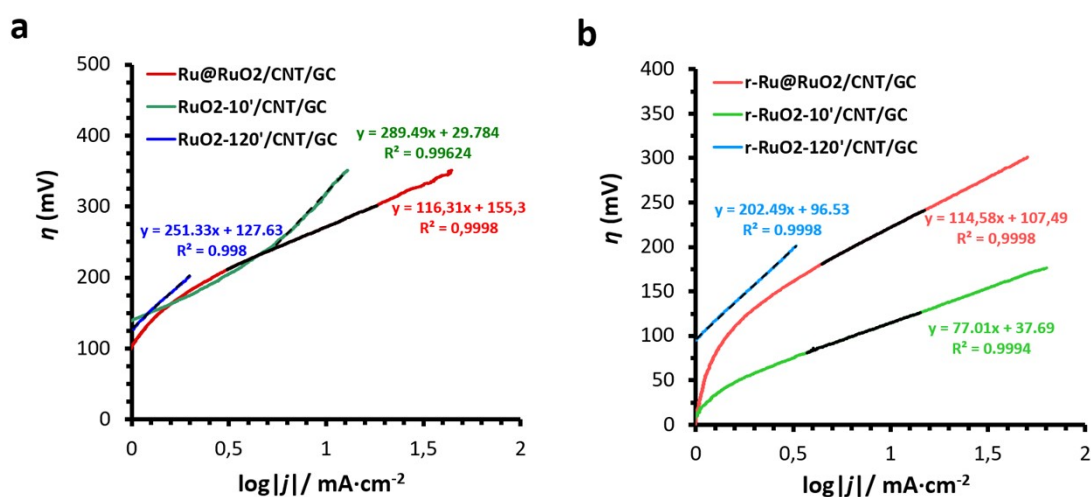 a
500
400
300
200
100
0
η (mV)
Ru@RuO2/CNT/GC
RuO2-10'/CNT/GC
RuO2-120'/CNT/GC
y = 289.49x + 29.784
R² = 0.99624
y = 251.33x + 127.63
R² = 0.998
116,31x + 155,3
R² = 0,9998
0
0,5
1
1,5
2
log|j|/ mA·cm⁻²
b
400
350
300
250
200
150
100
50
0
η (mV)
r-Ru@RuO2/CNT/GC
r-RuO2-10'/CNT/GC
r-RuO2-120'/CNT/GC
y = 202.49x + 96.53
R² = 0.9998
y = 114,58x + 107,49
R² = 0,9998
y = 77.01x + 37.69
R² = 0.9994
0
0,5
1
1,5
2
log|j|/ mA·cm⁻²